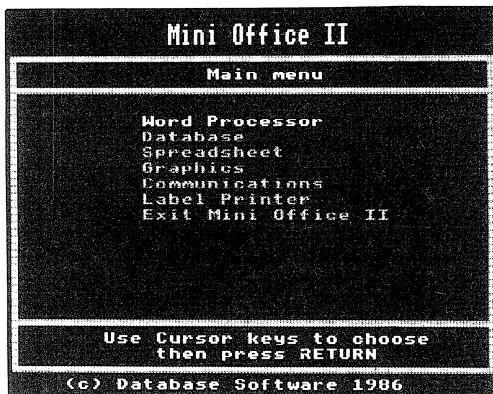 Mini Office II
Main menu
Word Processor
Database
Spreadsheet
Graphics
Communications
Label Printer
Exit Mini Office II
Use Cursor keys to choose
then press RETURN
(c) Database Software 1986